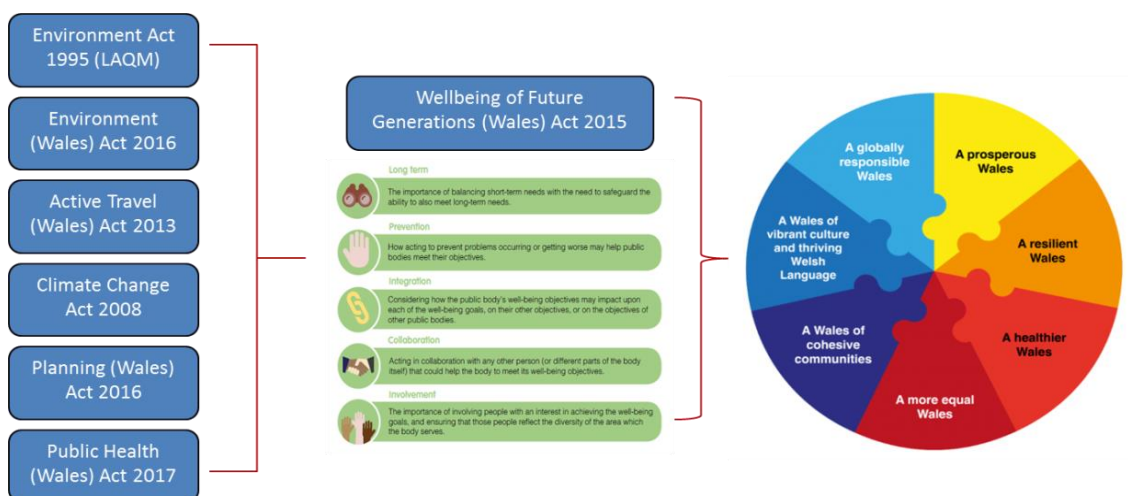 Environment Act
1995 (LAQM)
Environment
(Wales) Act 2016
Active Travel
(Wales) Act 2013
Climate Change
Act 2008
Planning (Wales)
Act 2016
Public Health
(Wales) Act 2017
Wellbeing of Future
Generations (Wales) Act 2015
Long term
The importance of balancing short-term needs with the need to safeguard the
ability to also meet long-term needs.
Prevention
How acting to prevent problems occurring or getting worse may help public
bodies meet their objectives.
Integration
Considering how the public body's well-being objectives may impact upon
each of the well-being goals, on their other objectives, or on the objectives
of other public bodies.
Collaboration
Acting in collaboration with any other person (or different parts of the body
itself) that could help the body to meet its well-being objectives.
Involvement
The importance of involving people with an interest in achieving the well-being
goals, and ensuring that those people reflect the diversity of the area which
the body serves.
A prosperous
Wales
A resilient
Wales
A healthier
Wales
A more equal
Wales
A Wales of
cohesive
communities
A Wales of
vibrant culture
and thriving
Welsh
Language
A globally
responsible
Wales